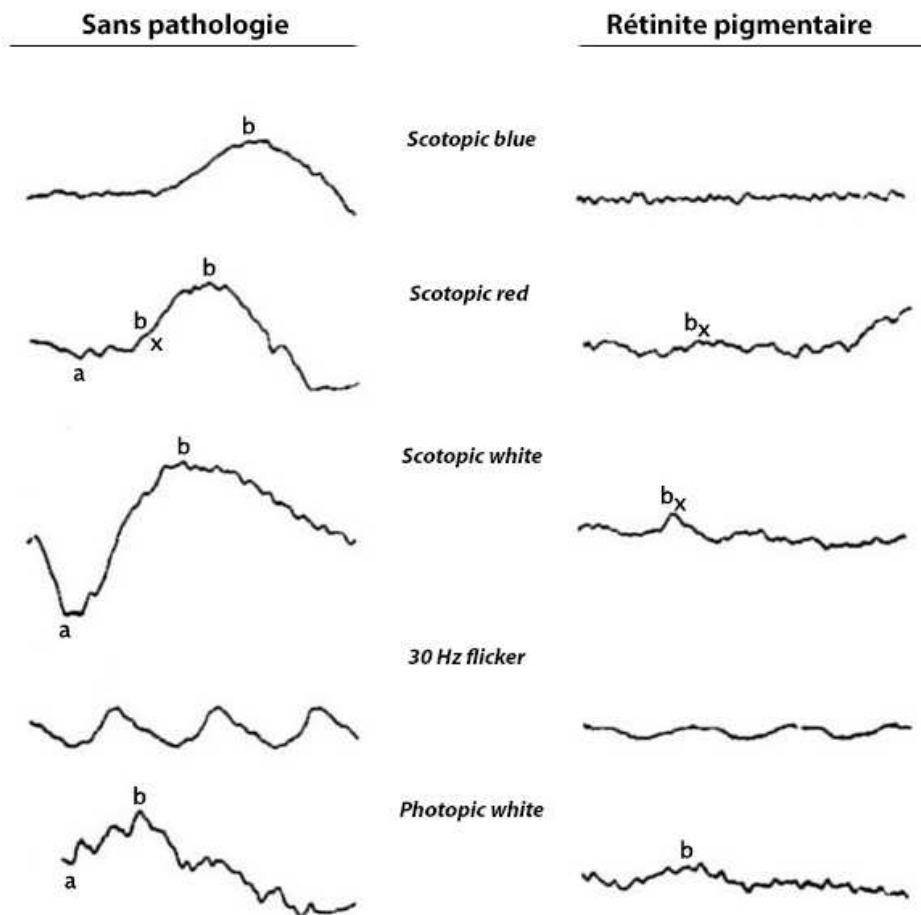 Sans pathologie
Rétinite pigmentaire
b
Scotopic blue
b
Scotopic red
b
x
a
bx
b
Scotopic white
bx
a
30 Hz flicker
b
Photopic white
b
a